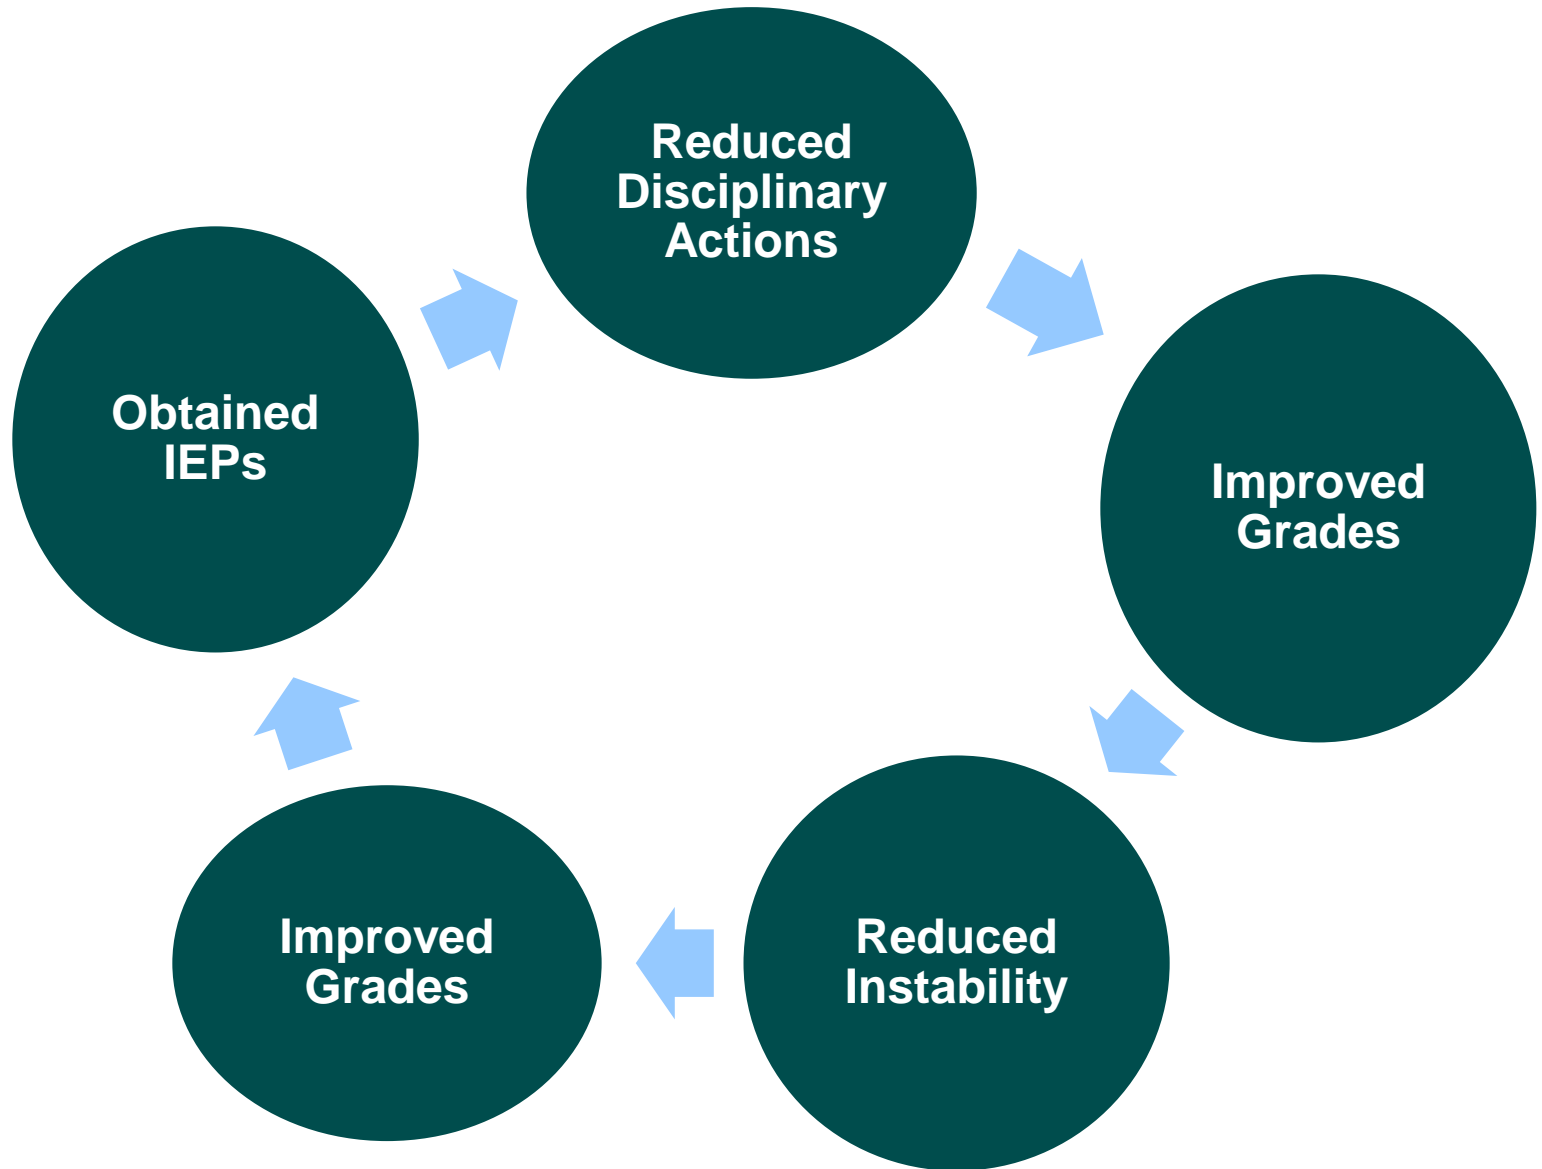 Reduced
Disciplinary
Actions
Improved
Grades
Reduced
Instability
Improved
Grades
Obtained
IEPs